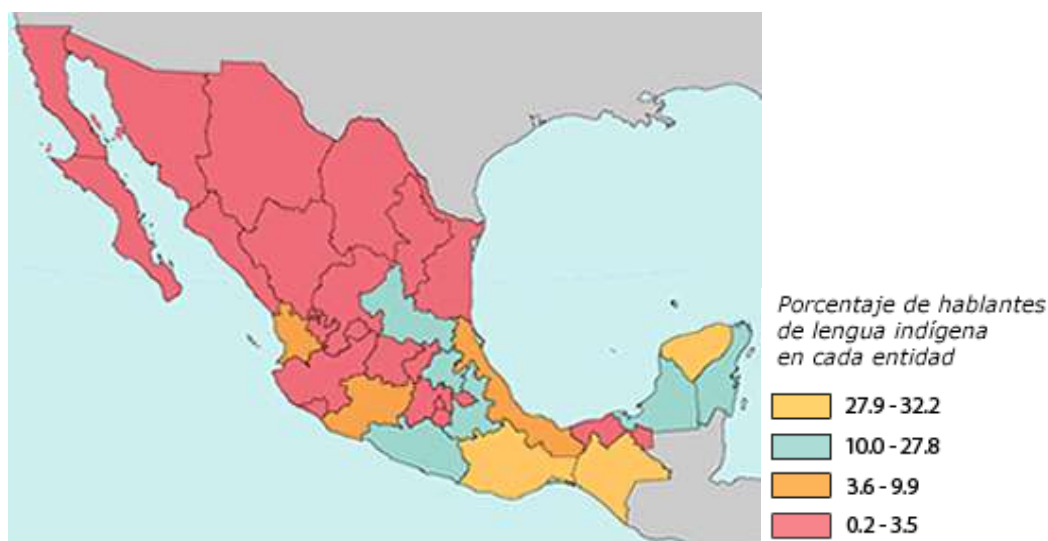 Porcentaje de hablantes
de lengua indígena
en cada entidad
27.9 - 32.2
10.0 - 27.8
3.6 - 9.9
0.2 - 3.5